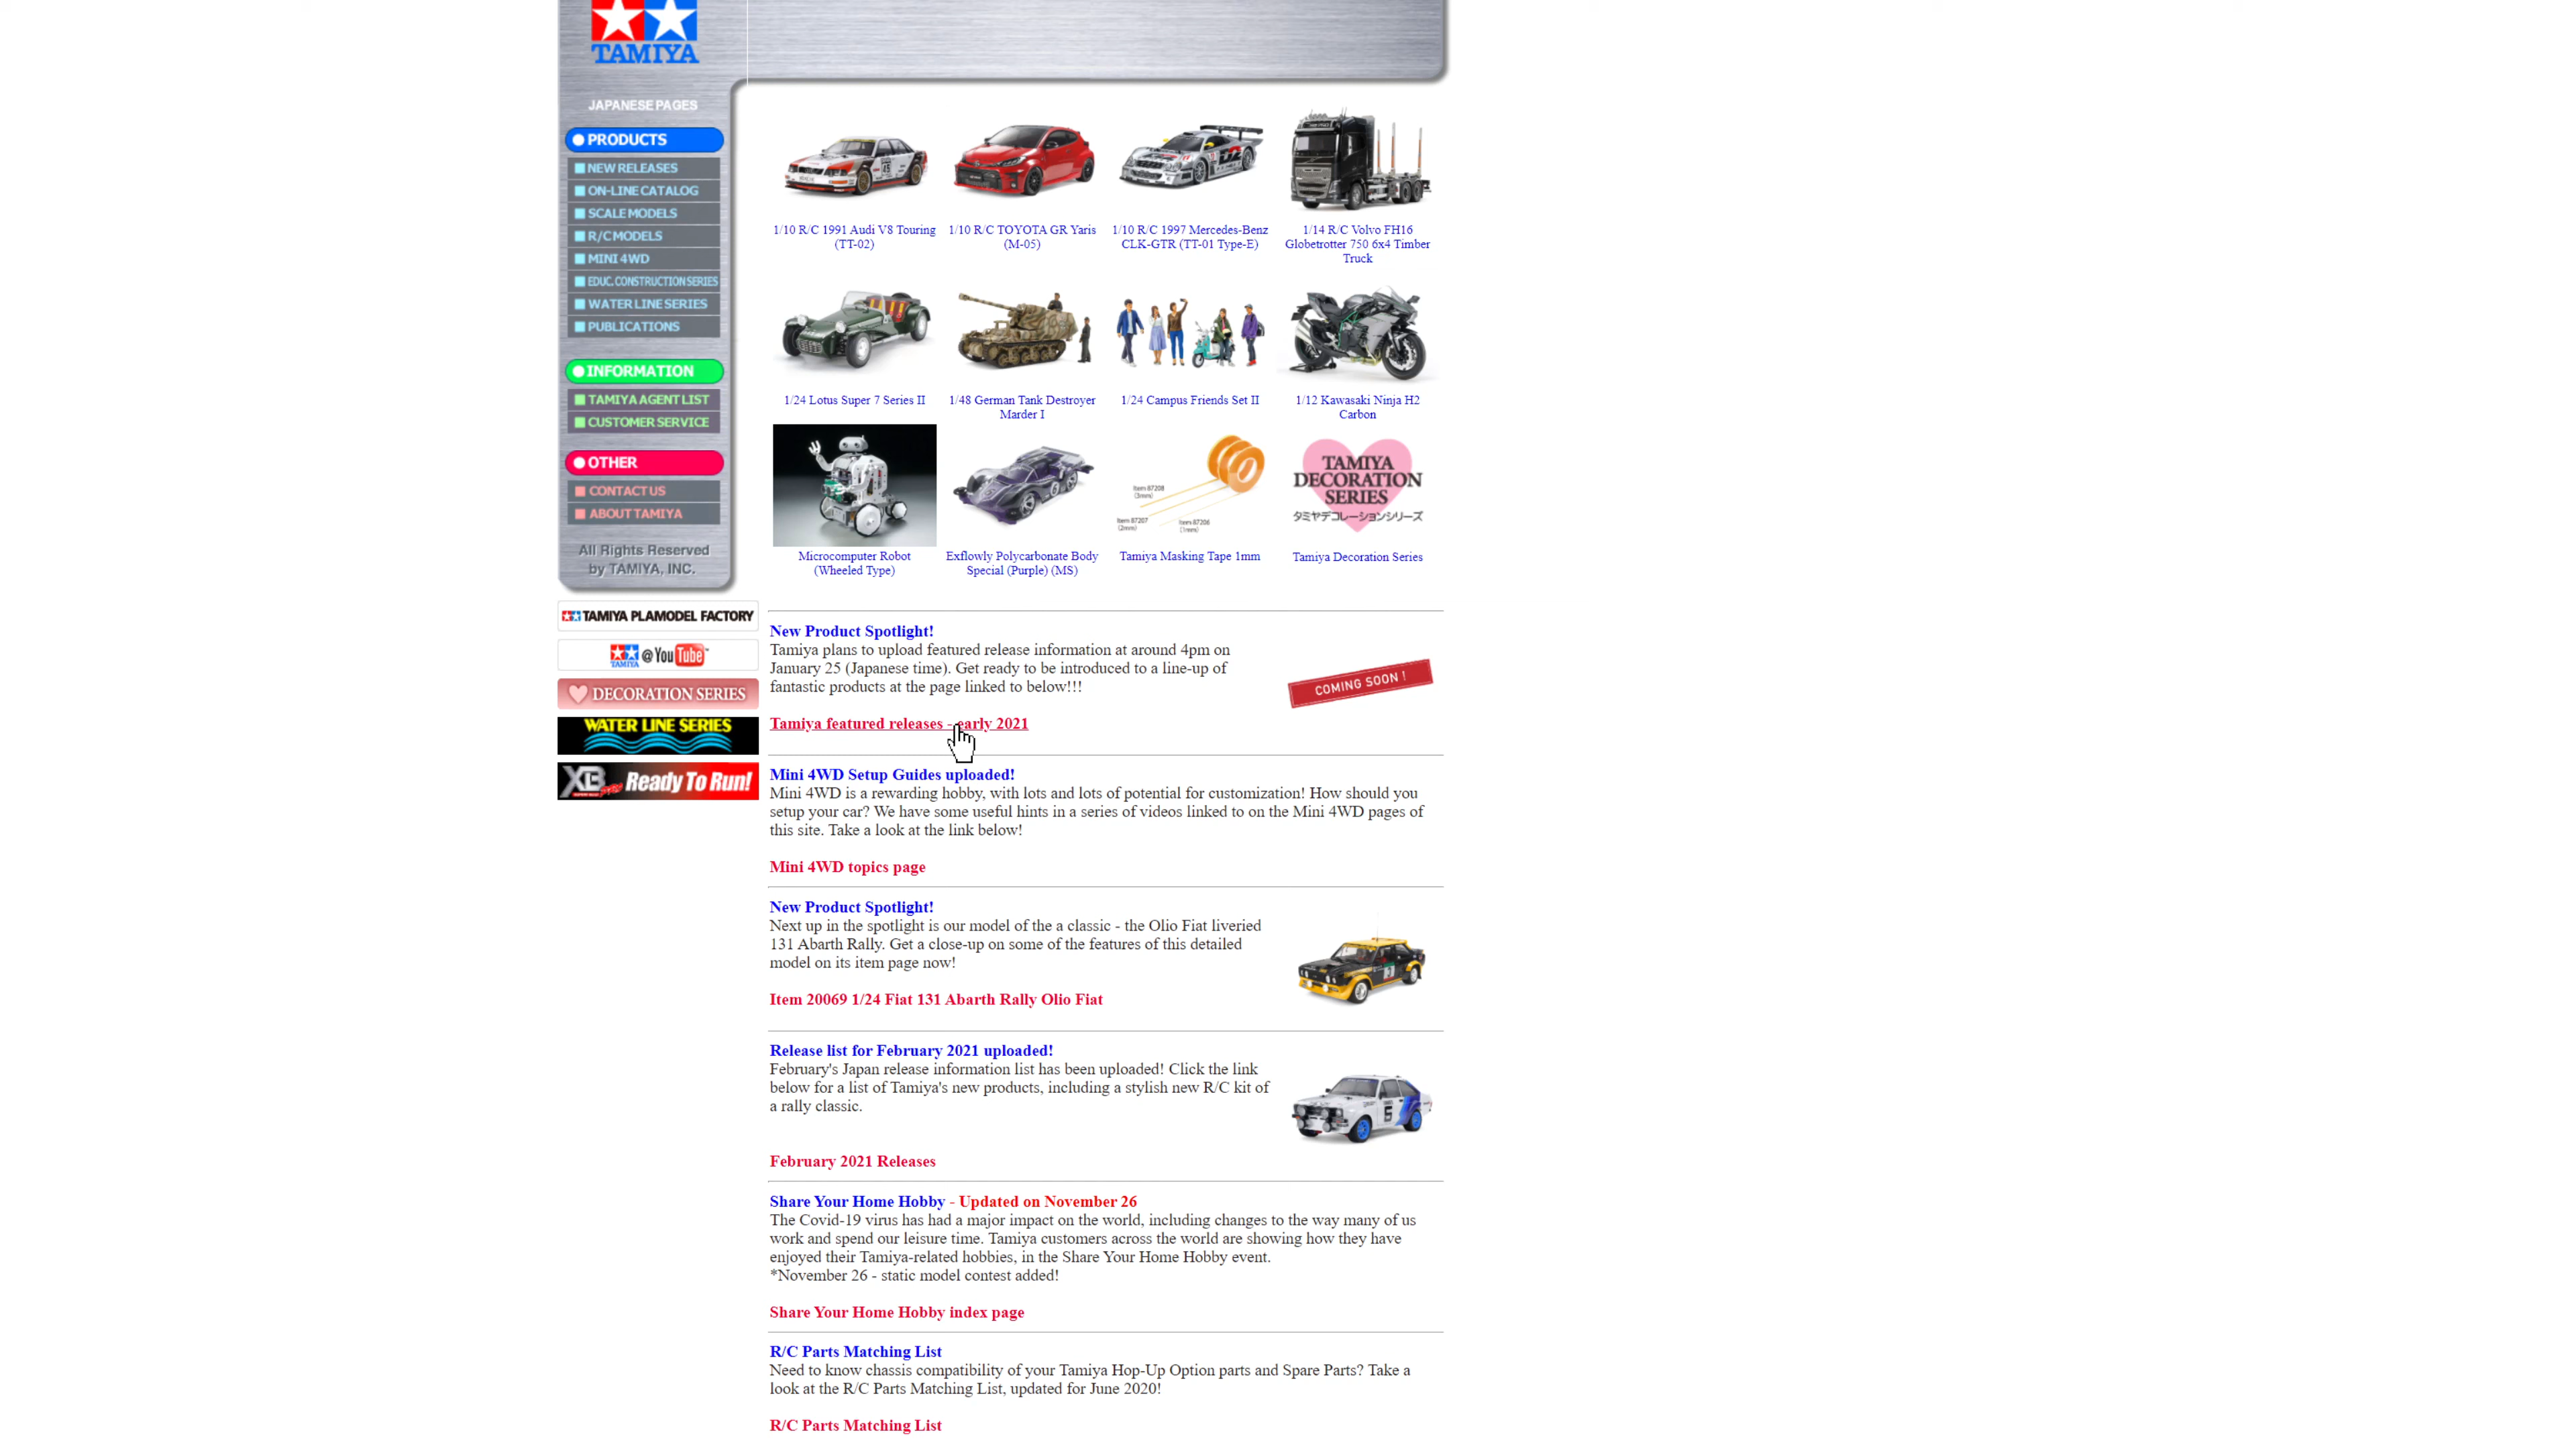 TAMIYA
JAPANESE PAGES
PRODUCTS
NEW RELEASES
ON-LINE CATALOG
SCALE MODELS
R/C MODELS
MINI 4WD
EDUC. CONSTRUCTION SERIES
WATER LINE SERIES
PUBLICATIONS
INFORMATION
TAMIYA AGENT LIST
CUSTOMER SERVICE
OTHER
CONTACT US
ABOUT TAMIYA
All Rights Reserved
by TAMIYA, INC.
TAMIYA PLAMODEL FACTORY
TAMIYA @YouTube
DECORATION SERIES
WATER LINE SERIES
XB Ready To Run!
1/10 R/C 1991 Audi V8 Touring
(TT-02)
1/10 R/C TOYOTA GR Yaris
(M-05)
1/10 R/C 1997 Mercedes-Benz
CLK-GTR (TT-01 Type-E)
1/14 R/C Volvo FH16
Globetrotter 750 6x4 Timber
Truck
1/24 Lotus Super 7 Series II
1/48 German Tank Destroyer
Marder I
1/24 Campus Friends Set II
1/12 Kawasaki Ninja H2
Carbon
Item 87208
(3mm)
Item 87207
(2mm)
Item 87206
(1mm)
TAMIYA
DECORATION
SERIES
タミヤデコレーションシリーズ
Microcomputer Robot
(Wheeled Type)
Exflowly Polycarbonate Body
Special (Purple) (MS)
Tamiya Masking Tape 1mm
Tamiya Decoration Series
New Product Spotlight!
Tamiya plans to upload featured release information at around 4pm on
January 25 (Japanese time). Get ready to be introduced to a line-up of
fantastic products at the page linked to below!!!
COMING SOON !
Tamiya featured releases - early 2021
Mini 4WD Setup Guides uploaded!
Mini 4WD is a rewarding hobby, with lots and lots of potential for customization! How should you
setup your car? We have some useful hints in a series of videos linked to on the Mini 4WD pages of
this site. Take a look at the link below!
Mini 4WD topics page
New Product Spotlight!
Next up in the spotlight is our model of the a classic - the Olio Fiat liveried
131 Abarth Rally. Get a close-up on some of the features of this detailed
model on its item page now!
Item 20069 1/24 Fiat 131 Abarth Rally Olio Fiat
Release list for February 2021 uploaded!
February's Japan release information list has been uploaded! Click the link
below for a list of Tamiya's new products, including a stylish new R/C kit of
a rally classic.
February 2021 Releases
Share Your Home Hobby - Updated on November 26
The Covid-19 virus has had a major impact on the world, including changes to the way many of us
work and spend our leisure time. Tamiya customers across the world are showing how they have
enjoyed their Tamiya-related hobbies, in the Share Your Home Hobby event.
*November 26 - static model contest added!
Share Your Home Hobby index page
R/C Parts Matching List
Need to know chassis compatibility of your Tamiya Hop-Up Option parts and Spare Parts? Take a
look at the R/C Parts Matching List, updated for June 2020!
R/C Parts Matching List